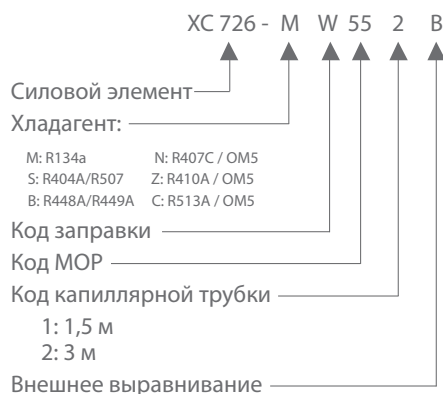 XC 726 - M W 55 2 B
Силовой элемент
Хладагент:
M: R134a N: R407C / OM5
S: R404A/R507 Z: R410A / OM5
B: R448A/R449A C: R513A / OM5
Код заправки
Код МОР
Код капиллярной трубки
1: 1,5 м
2: 3 м
Внешнее выравнивание